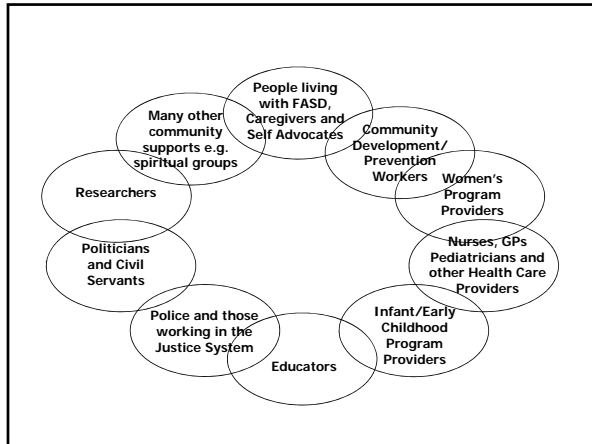 People living
with FASD,
Caregivers and
Self Advocates
Community
Development/
Prevention
Workers
Women's
Program
Providers
Nurses, GPs
Pediatricians and
other Health Care
Providers
Infant/Early
Childhood
Program
Providers
Educators
Police and those
working in the
Justice System
Politicians
and Civil
Servants
Researchers
Many other
community
supports e.g.
spiritual groups